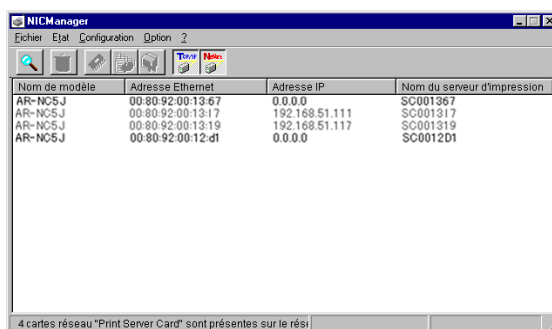 NICManager
Fichier Etat Configuration Option ?
Nom de modèle Adresse Ethernet Adresse IP Nom du serveur d'impression
AR-NC5J 00:80:92:00:13:67 0.0.0.0 SC001367
AR-NC5J 00:80:92:00:13:17 192.168.51.111 SC001317
AR-NC5J 00:80:92:00:13:19 192.168.51.117 SC001319
AR-NC5J 00:80:92:00:12:d1 0.0.0.0 SC0012D1
4 cartes réseau "Print Server Card" sont présentes sur le rés